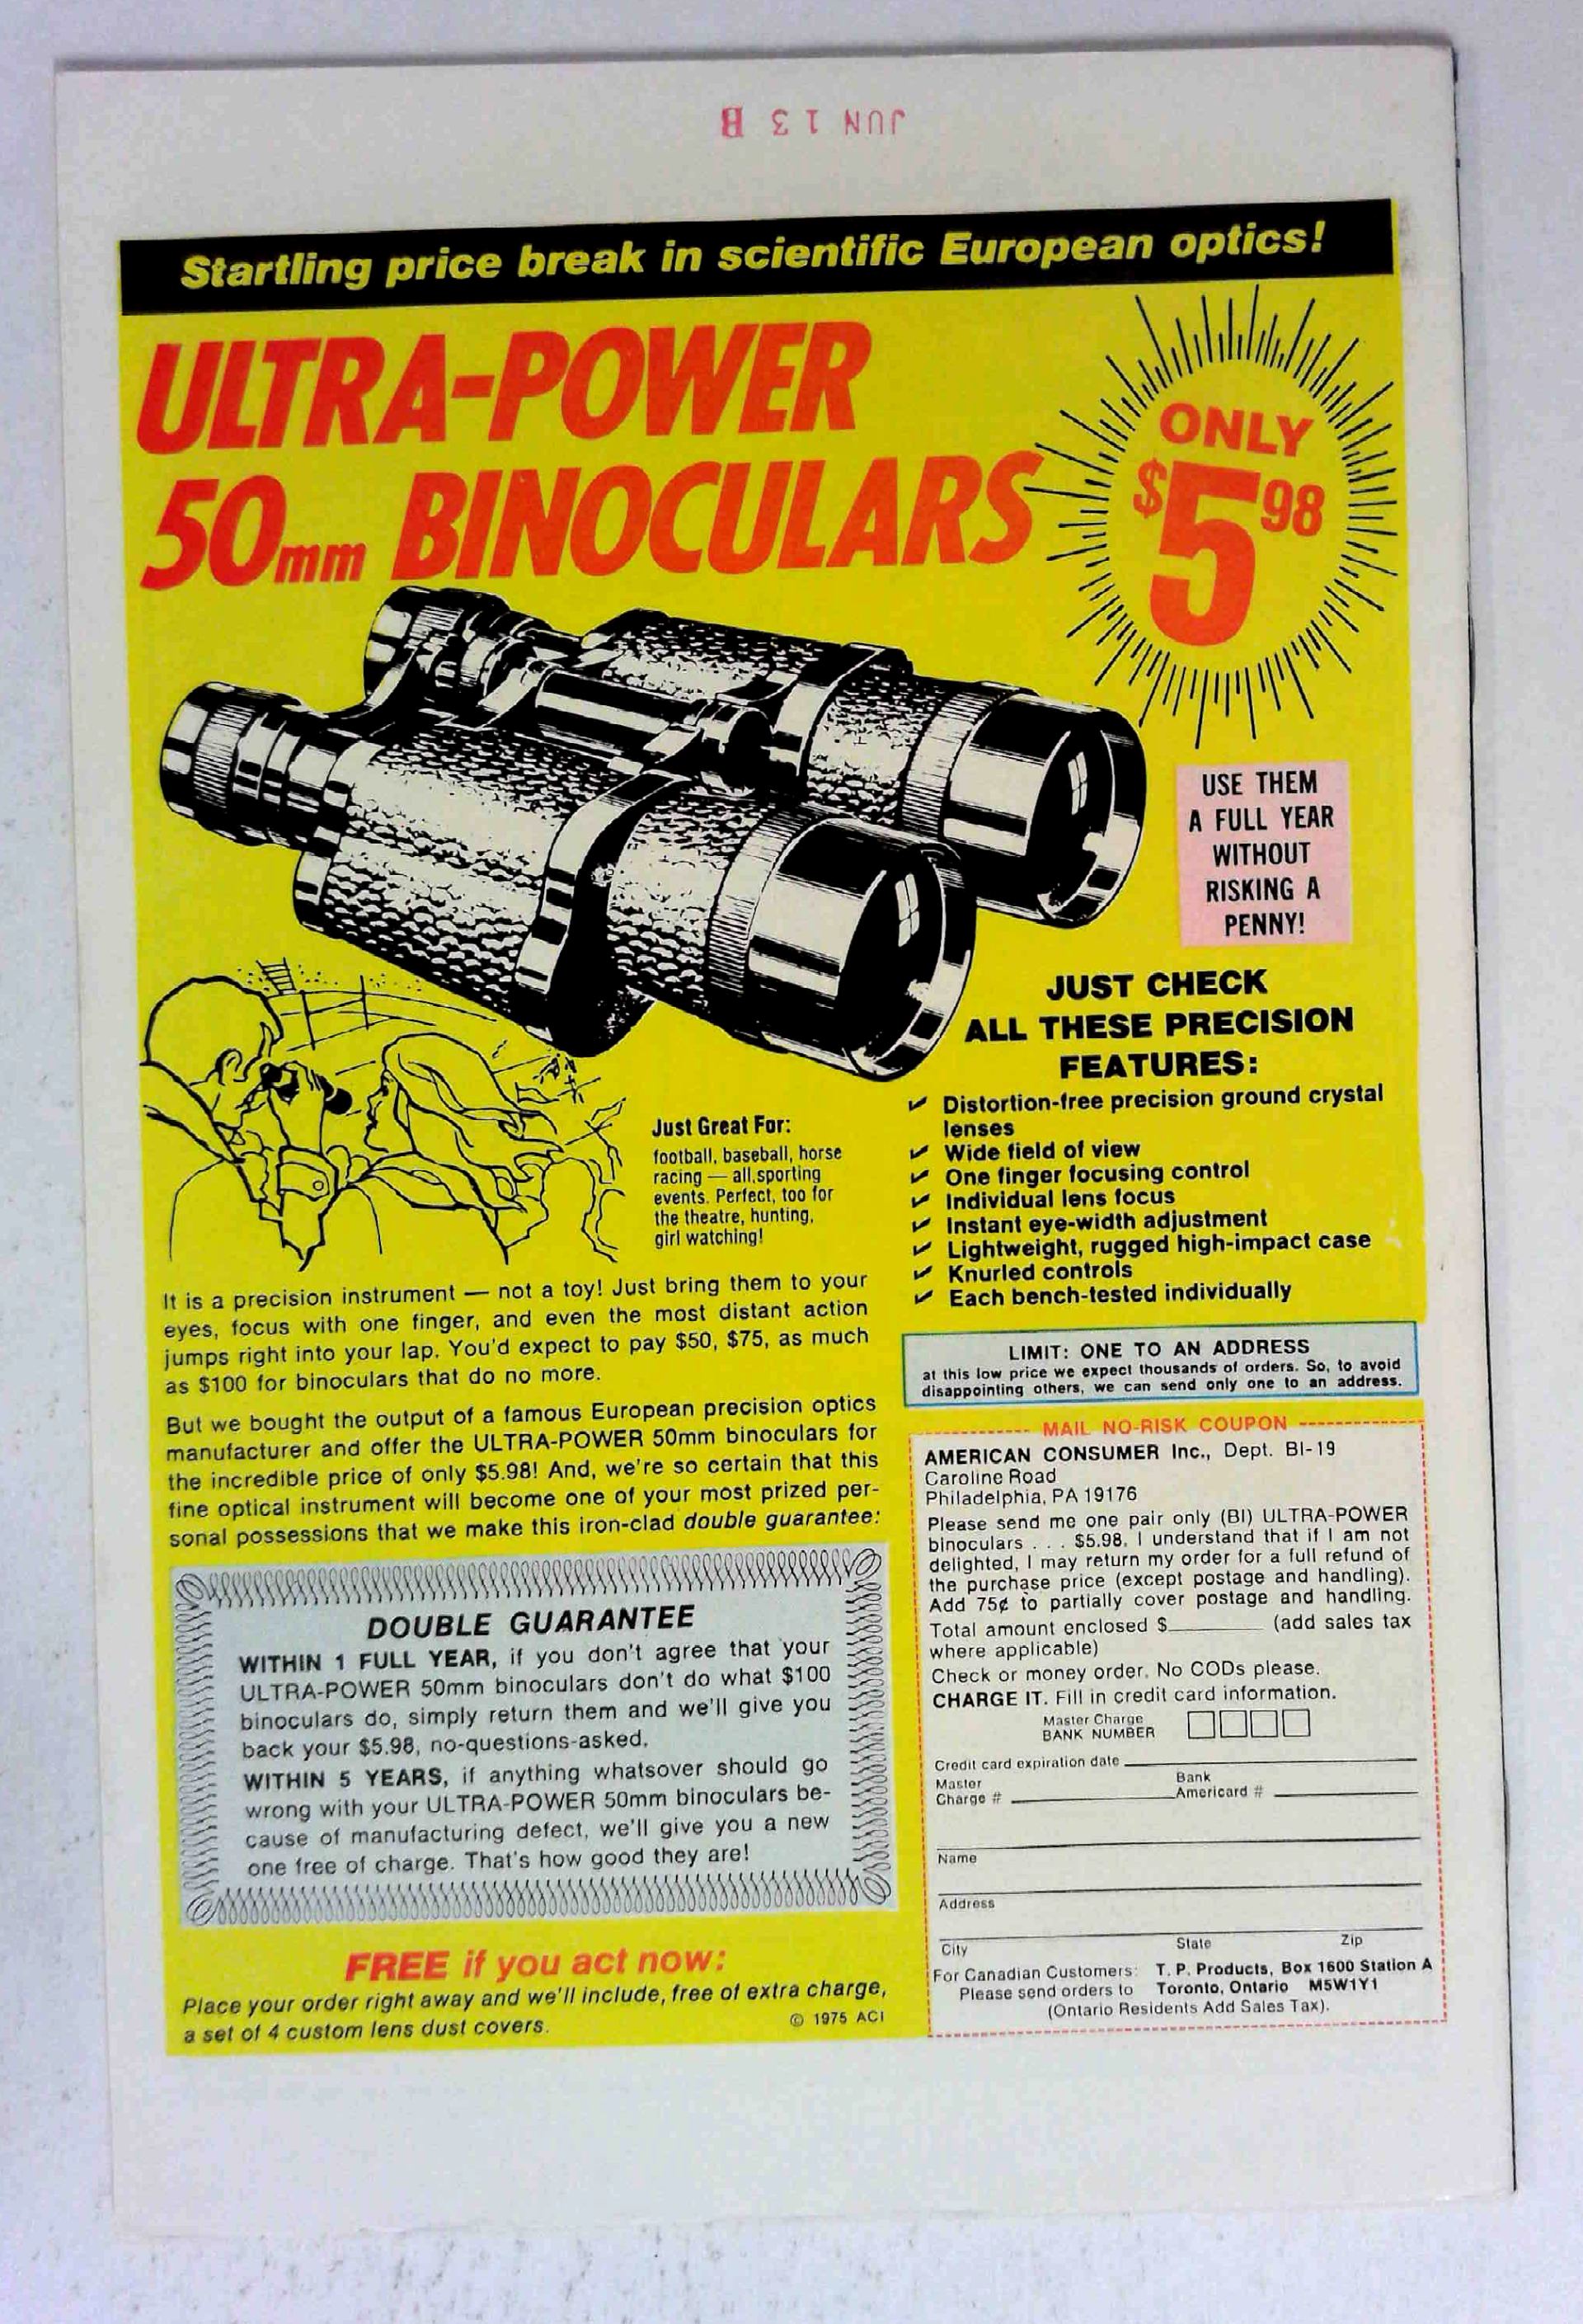 JUN 13 B
Startling price break in scientific European optics!
ULTRA-POWER
50mm BINOCULARS
ONLY
$5 98
USE THEM
A FULL YEAR
WITHOUT
RISKING A
PENNY!
JUST CHECK
ALL THESE PRECISION
FEATURES:
✔ Distortion-free precision ground crystal
lenses
✔ Wide field of view
✔ One finger focusing control
✔ Individual lens focus
✔ Instant eye-width adjustment
✔ Lightweight, rugged high-impact case
✔ Knurled controls
✔ Each bench-tested individually
Just Great For:
football, baseball, horse
racing — all sporting
events. Perfect, too for
the theatre, hunting,
girl watching!
It is a precision instrument — not a toy! Just bring them to your
eyes, focus with one finger, and even the most distant action
jumps right into your lap. You'd expect to pay $50, $75, as much
as $100 for binoculars that do no more.
But we bought the output of a famous European precision optics
manufacturer and offer the ULTRA-POWER 50mm binoculars for
the incredible price of only $5.98! And, we're so certain that this
fine optical instrument will become one of your most prized per-
sonal possessions that we make this iron-clad double guarantee:
DOUBLE GUARANTEE
WITHIN 1 FULL YEAR, if you don't agree that your
ULTRA-POWER 50mm binoculars don't do what $100
binoculars do, simply return them and we'll give you
back your $5.98, no-questions-asked.
WITHIN 5 YEARS, if anything whatsover should go
wrong with your ULTRA-POWER 50mm binoculars be-
cause of manufacturing defect, we'll give you a new
one free of charge. That's how good they are!
FREE if you act now:
Place your order right away and we'll include, free of extra charge,
a set of 4 custom lens dust covers.
© 1975 ACI
LIMIT: ONE TO AN ADDRESS
at this low price we expect thousands of orders. So, to avoid
disappointing others, we can send only one to an address.
MAIL NO-RISK COUPON
AMERICAN CONSUMER Inc., Dept. BI-19
Caroline Road
Philadelphia, PA 19176
Please send me one pair only (BI) ULTRA-POWER
binoculars . . . $5.98. I understand that if I am not
delighted, I may return my order for a full refund of
the purchase price (except postage and handling).
Add 75¢ to partially cover postage and handling.
Total amount enclosed $__________ (add sales tax
where applicable)
Check or money order. No CODs please.
CHARGE IT. Fill in credit card information.
Master Charge
BANK NUMBER
Credit card expiration date
Master Charge #
Bank Americard #
Name
Address
City State Zip
For Canadian Customers: T. P. Products, Box 1600 Station A
Please send orders to Toronto, Ontario M5W1Y1
(Ontario Residents Add Sales Tax).